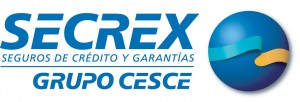 SECREX
SEGUROS DE CRÉDITO Y GARANTÍAS
GRUPO CESCE